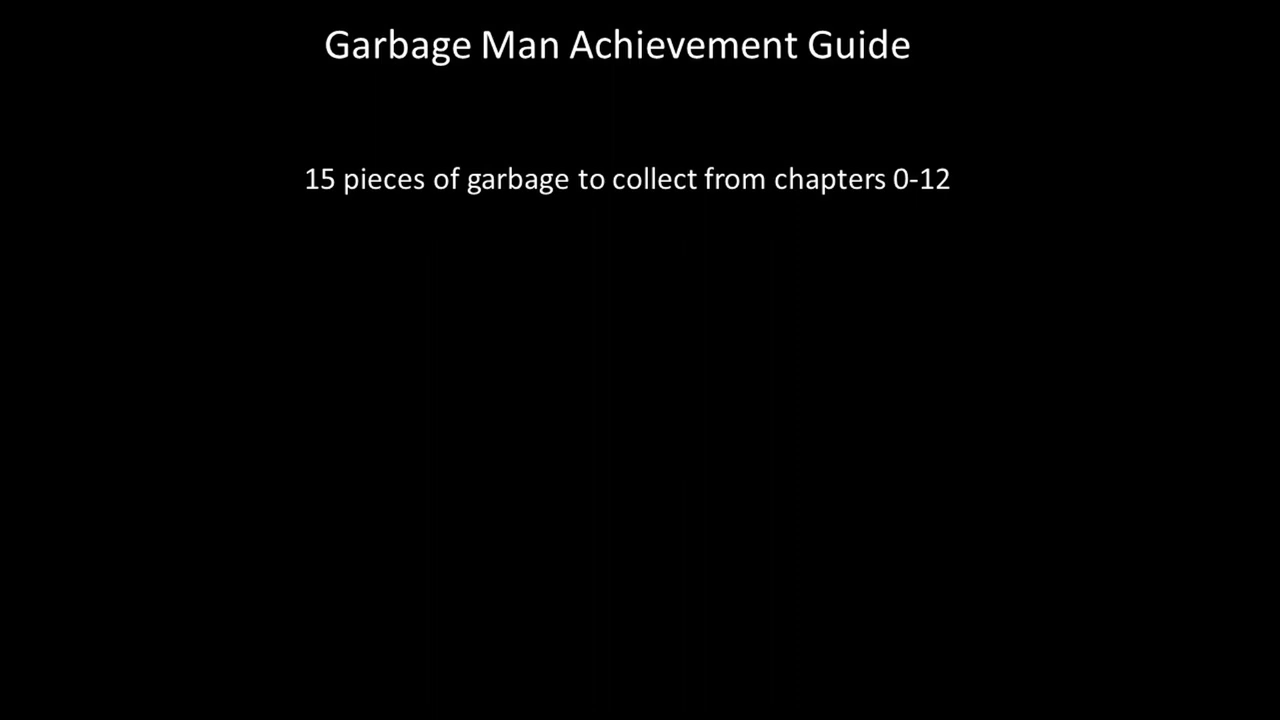 Garbage Man Achievement Guide
15 pieces of garbage to collect from chapters 0-12